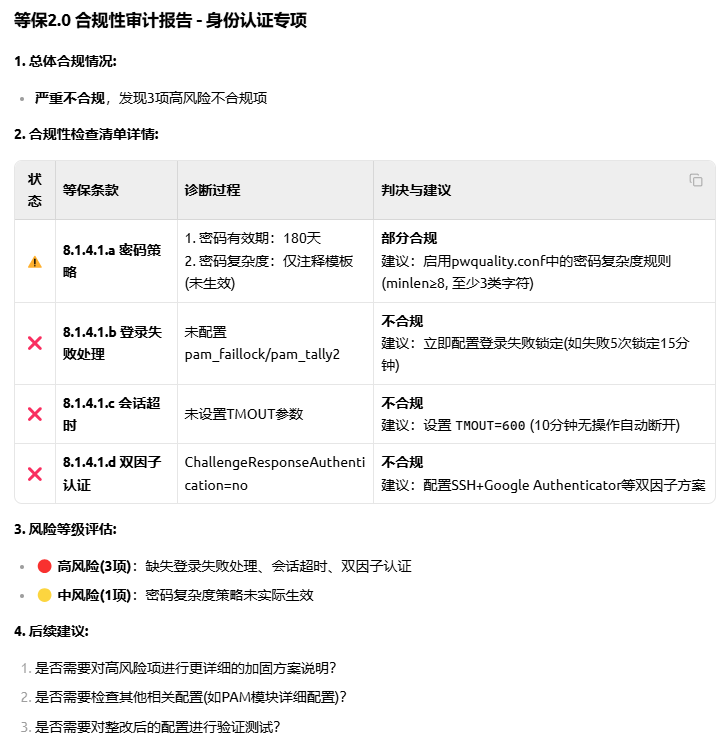 等保2.0 合规性审计报告 - 身份认证专项
1. 总体合规情况:
严重不合规，发现3项高风险不合规项
2. 合规性检查清单详情:
状
态
等保条款
诊断过程
判决与建议
8.1.4.1.a 密码策
略
1. 密码有效期：180天
2. 密码复杂度：仅注释模板
(未生效)
部分合规
建议：启用pwquality.conf中的密码复杂度规则
(minlen≥8, 至少3类字符)
8.1.4.1.b 登录失
败处理
未配置
pam_faillock/pam_tally2
不合规
建议：立即配置登录失败锁定(如失败5次锁定15分
钟)
8.1.4.1.c 会话超
时
未设置TMOUT参数
不合规
建议：设置 TMOUT=600 (10分钟无操作自动断开)
8.1.4.1.d 双因子
认证
ChallengeResponseAuthenti
cation=no
不合规
建议：配置SSH+Google Authenticator等双因子方案
3. 风险等级评估:
高风险(3项)：缺失登录失败处理、会话超时、双因子认证
中风险(1项)：密码复杂度策略未实际生效
4. 后续建议:
1. 是否需要对高风险项进行更详细的加固方案说明?
2. 是否需要检查其他相关配置(如PAM模块详细配置)?
3. 是否需要对整改后的配置进行验证测试?